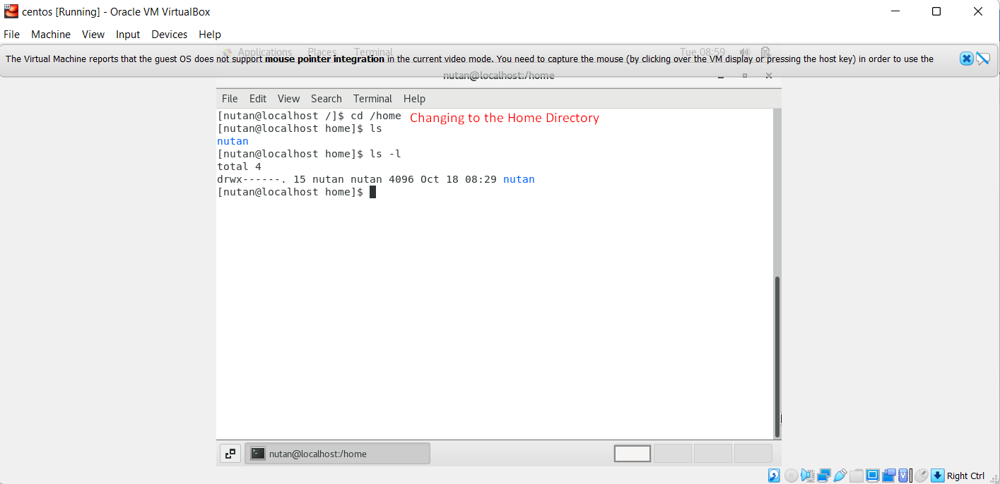 centos [Running] - Oracle VM VirtualBox
File Machine View Input Devices Help
Applications Places Terminal Tue 08:59
The Virtual Machine reports that the guest OS does not support mouse pointer integration in the current video mode. You need to capture the mouse (by clicking over the VM display or pressing the host key) in order to use the
nutan@localhost:/home
File Edit View Search Terminal Help
[nutan@localhost /]$ cd /home Changing to the Home Directory
[nutan@localhost home]$ ls
nutan
[nutan@localhost home]$ ls -l
total 4
drwx------. 15 nutan nutan 4096 Oct 18 08:29 nutan
[nutan@localhost home]$
nutan@localhost:/home
Right Ctrl